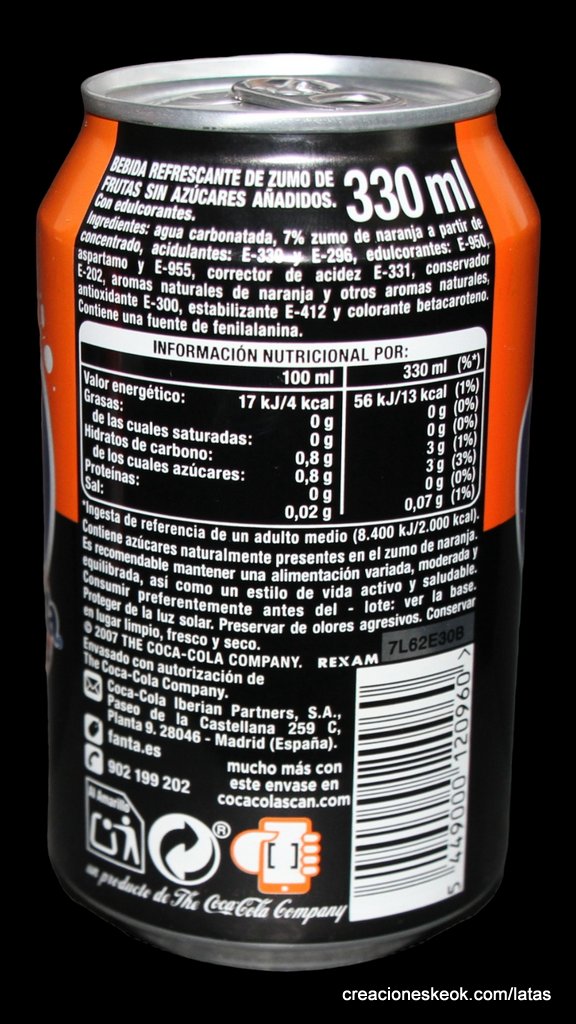 BEBIDA REFRESCANTE DE ZUMO DE
FRUTAS SIN AZÚCARES AÑADIDOS.
330 ml
Con edulcorantes.
Ingredientes: agua carbonatada, 7% zumo de naranja a partir de
concentrado, acidulantes: E-330 y E-296, edulcorantes: E-950,
aspartamo y E-955, corrector de acidez E-331, conservador
E-202, aromas naturales de naranja y otros aromas naturales,
antioxidante E-300, estabilizante E-412 y colorante betacaroteno.
Contiene una fuente de fenilalanina.
INFORMACIÓN NUTRICIONAL POR:
100 ml 330 ml (%*)
Valor energético: 17 kJ/4 kcal 56 kJ/13 kcal (1%)
Grasas: 0 g 0 g (0%)
de las cuales saturadas: 0 g 0 g (0%)
Hidratos de carbono: 0,8 g 3 g (1%)
de los cuales azúcares: 0,8 g 3 g (3%)
Proteínas: 0 g 0 g (0%)
Sal: 0,02 g 0,07 g (1%)
*Ingesta de referencia de un adulto medio (8.400 kJ/2.000 kcal).
Contiene azúcares naturalmente presentes en el zumo de naranja.
Es recomendable mantener una alimentación variada, moderada y
equilibrada, así como un estilo de vida activo y saludable.
Consumir preferentemente antes del - lote: ver la base.
Proteger de la luz solar. Preservar de olores agresivos. Conservar
en lugar limpio, fresco y seco.
© 2007 THE COCA-COLA COMPANY. REXAM 7L62E30B
Envasado con autorización de
The Coca-Cola Company.
Coca-Cola Iberian Partners, S.A.,
Paseo de la Castellana 259 C,
Planta 9. 28046 - Madrid (España).
fanta.es
902 199 202
mucho más con
este envase en
cocacolascan.com
Al Amarillo
®
un producto de The Coca-Cola Company
5 449000 120960 >
creacioneskeok.com/latas